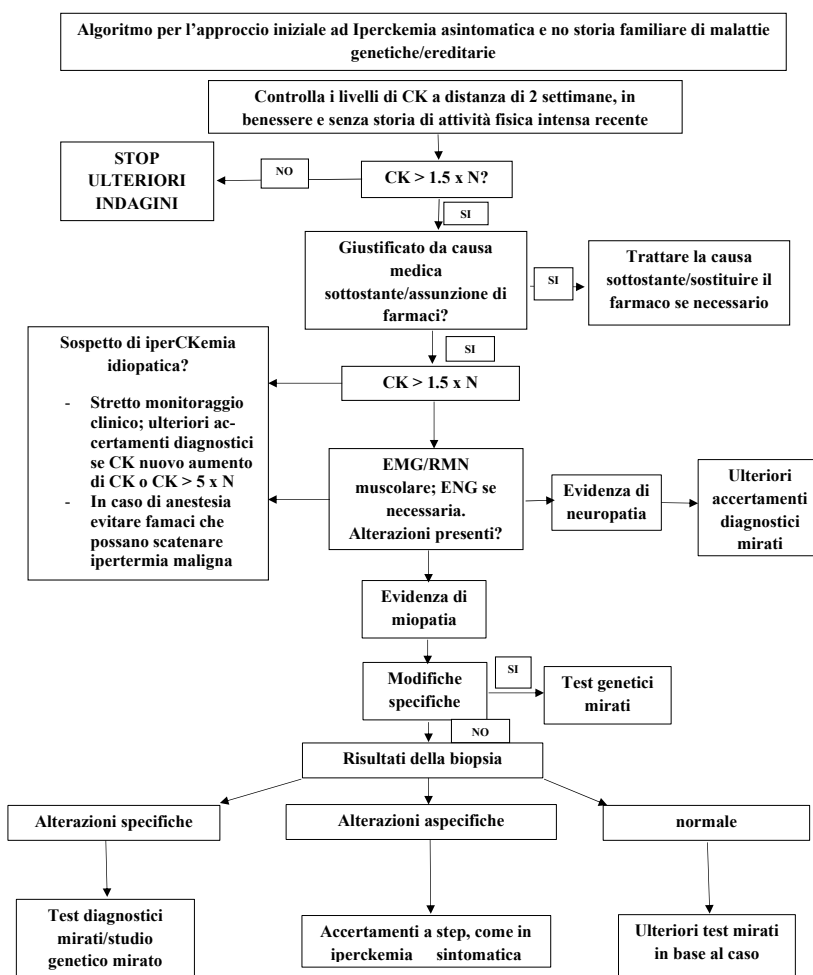 Algoritmo per l’approccio iniziale ad Iperckemia asintomatica e no storia familiare di malattie
genetiche/ereditarie
Controlla i livelli di CK a distanza di 2 settimane, in
benessere e senza storia di attività fisica intensa recente
STOP
ULTERIORI
INDAGINI
NO
CK > 1.5 x N?
SI
Giustificato da causa
medica
sottostante/assunzione di
farmaci?
SI
Trattare la causa
sottostante/sostituire il
farmaco se necessario
SI
Sospetto di iperCKemia
idiopatica?
- Stretto monitoraggio
clinico; ulteriori ac-
certamenti diagnostici
se CK nuovo aumento
di CK o CK > 5 x N
- In caso di anestesia
evitare famaci che
possano scatenare
ipertermia maligna
CK > 1.5 x N
EMG/RMN
muscolare; ENG se
necessaria.
Alterazioni presenti?
Evidenza di
neuropatia
Ulteriori
accertamenti
diagnostici
mirati
Evidenza di
miopatia
Modifiche
specifiche
SI
Test genetici
mirati
NO
Risultati della biopsia
Alterazioni specifiche
Alterazioni aspecifiche
normale
Test diagnostici
mirati/studio
genetico mirato
Accertamenti a step, come in
iperckemia sintomatica
Ulteriori test mirati
in base al caso